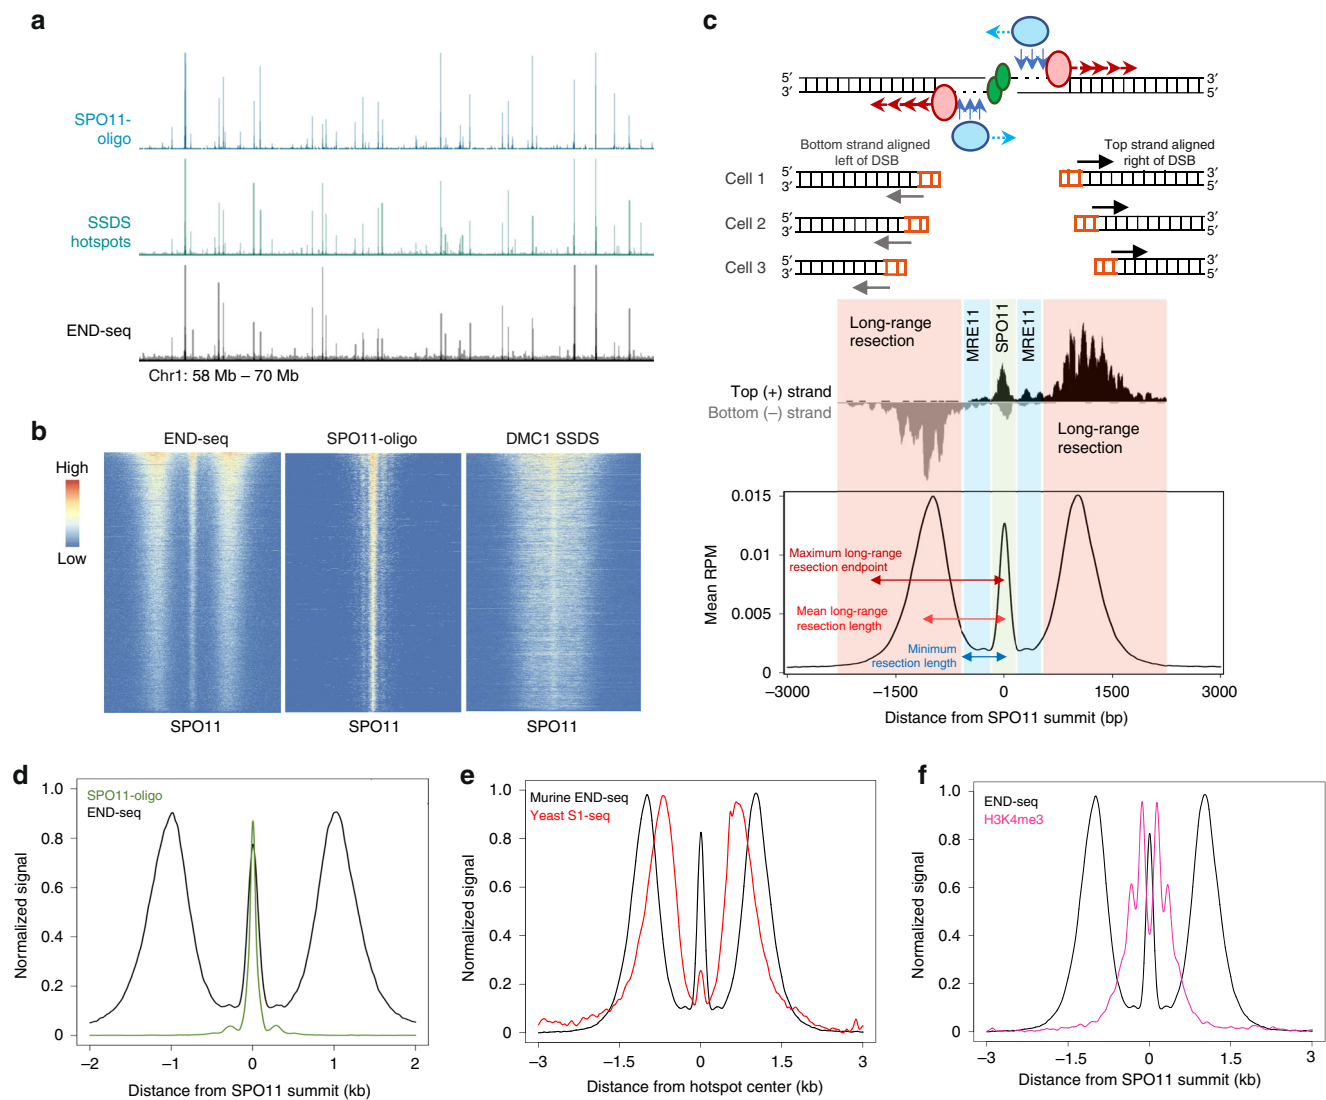 a
SPO11-
oligo
SSDS
hotspots
END-seq
Chr1: 58 Mb – 70 Mb
b
END-seq
SPO11-oligo
DMC1 SSDS
High
Low
SPO11
SPO11
SPO11
c
5′
3′
3′
5′
Bottom strand aligned
left of DSB
Top strand aligned
right of DSB
Cell 1
5′
3′
3′
5′
Cell 2
5′
3′
3′
5′
Cell 3
5′
3′
3′
5′
Long-range
resection
MRE11
SPO11
MRE11
Top (+) strand
Bottom (–) strand
Long-range
resection
Mean RPM
0.015
0.01
0.005
0
Maximum long-range
resection endpoint
Mean long-range
resection length
Minimum
resection length
–3000
–1500
0
1500
3000
Distance from SPO11 summit (bp)
d
Normalized signal
1.0
0.8
0.6
0.4
0.2
0
SPO11-oligo
END-seq
–2
–1
0
1
2
Distance from SPO11 summit (kb)
e
Normalized signal
1.0
0.8
0.6
0.4
0.2
0
Murine END-seq
Yeast S1-seq
–3
–1.5
0
1.5
3
Distance from hotspot center (kb)
f
Normalized signal
1.0
0.8
0.6
0.4
0.2
0
END-seq
H3K4me3
–3
–1.5
0
1.5
3
Distance from SPO11 summit (kb)